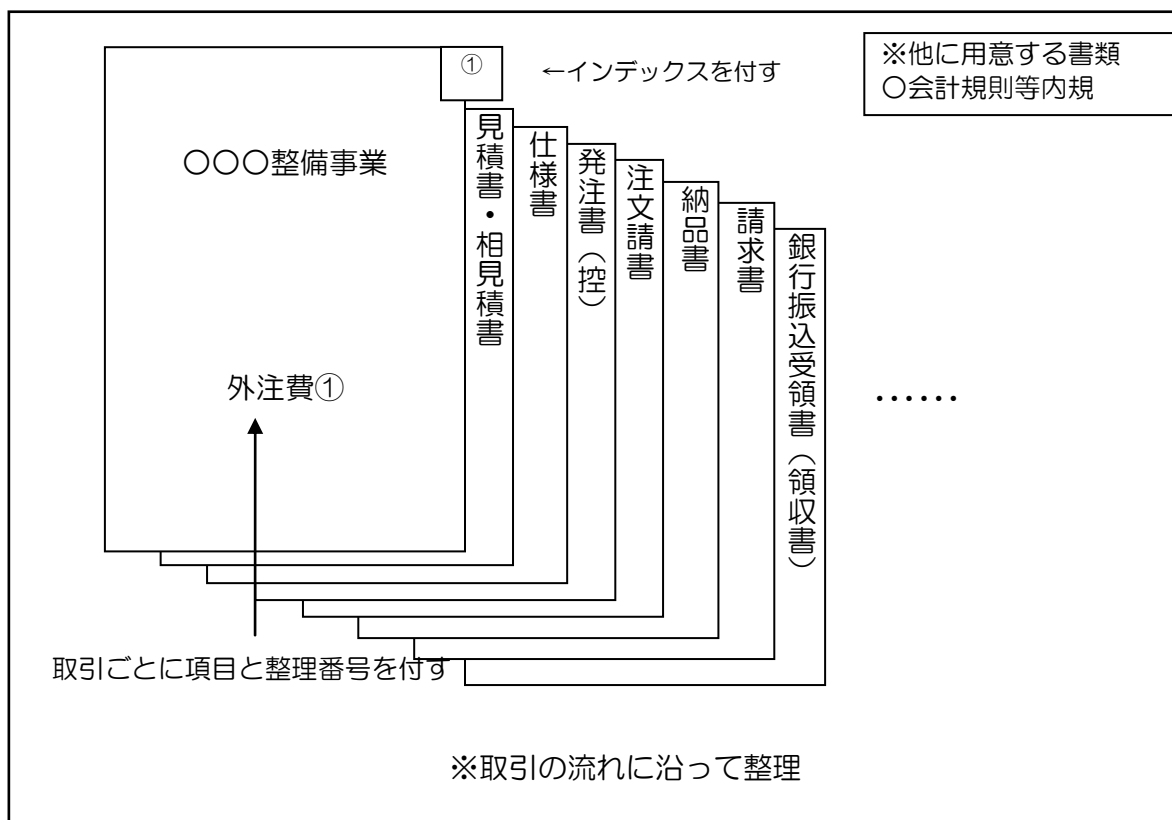 ①
←インデックスを付す
※他に用意する書類
〇会計規則等内規
〇〇〇整備事業
外注費①
見積書・相見積書
仕様書
発注書（控）
注文請書
納品書
請求書
銀行振込受領書（領収書）
……
取引ごとに項目と整理番号を付す
※取引の流れに沿って整理